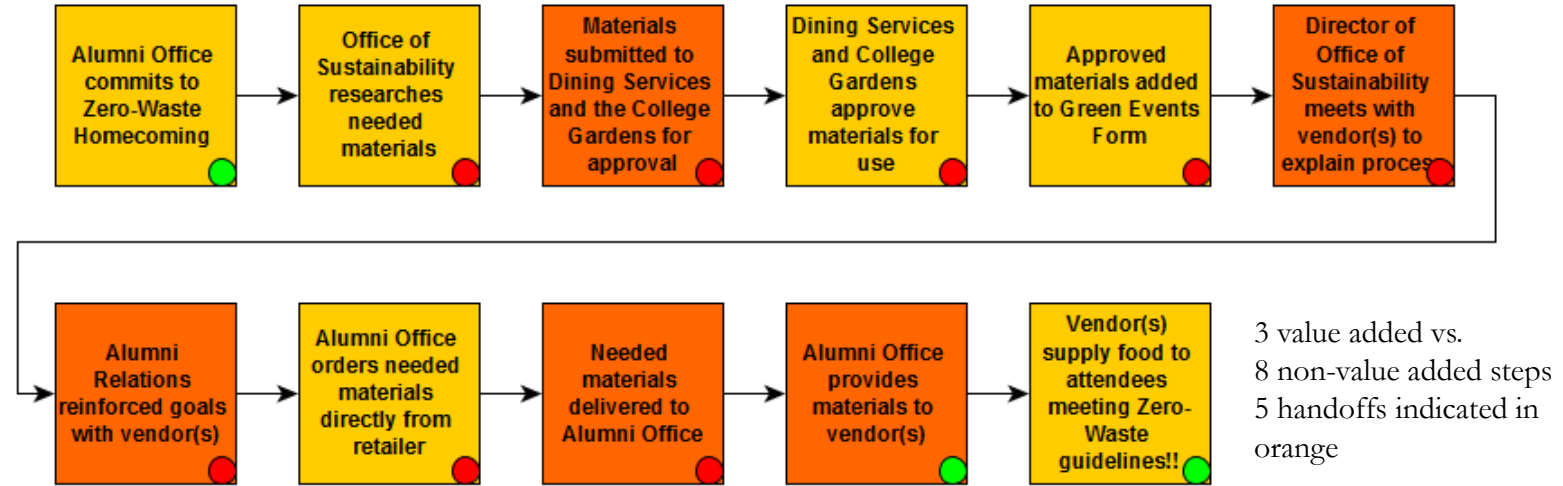 Alumni Office
commits to
Zero-Waste
Homecoming
Office of
Sustainability
researches
needed
materials
Materials
submitted to
Dining Services
and the College
Gardens for
approval
Dining Services
and College
Gardens
approve
materials for
use
Approved
materials added
to Green Events
Form
Director of
Office of
Sustainability
meets with
vendor(s) to
explain proces
Alumni
Relations
reinforced goals
with vendor(s)
Alumni Office
orders needed
materials
directly from
retailer
Needed
materials
delivered to
Alumni Office
Alumni Office
provides
materials to
vendor(s)
Vendor(s)
supply food to
attendees
meeting Zero-
Waste
guidelines!!
3 value added vs.
8 non-value added steps
5 handoffs indicated in
orange